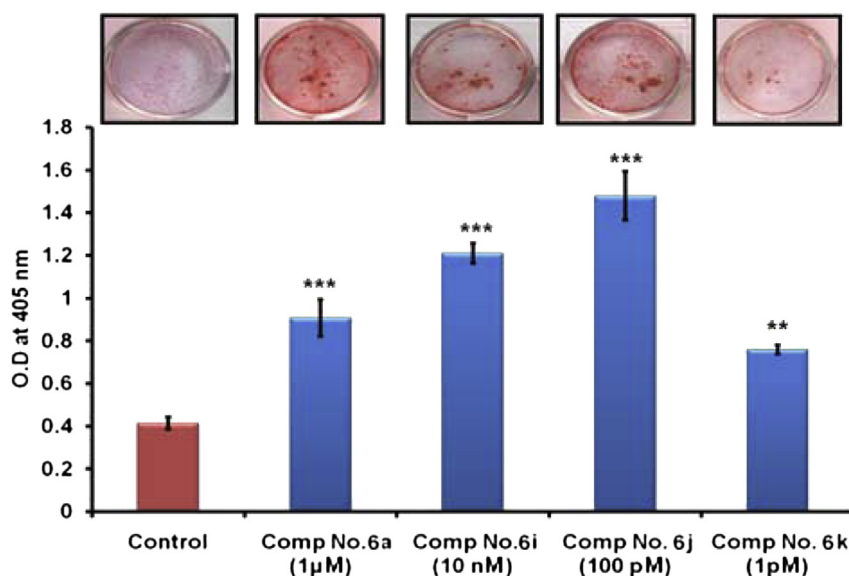 1.8
1.6
1.4
1.2
1
0.8
0.6
0.4
0.2
0
O.D at 405 nm
***
***
***
**
Control
Comp No.6a
(1µM)
Comp No.6i
(10 nM)
Comp No. 6j
(100 pM)
Comp No. 6k
(1pM)